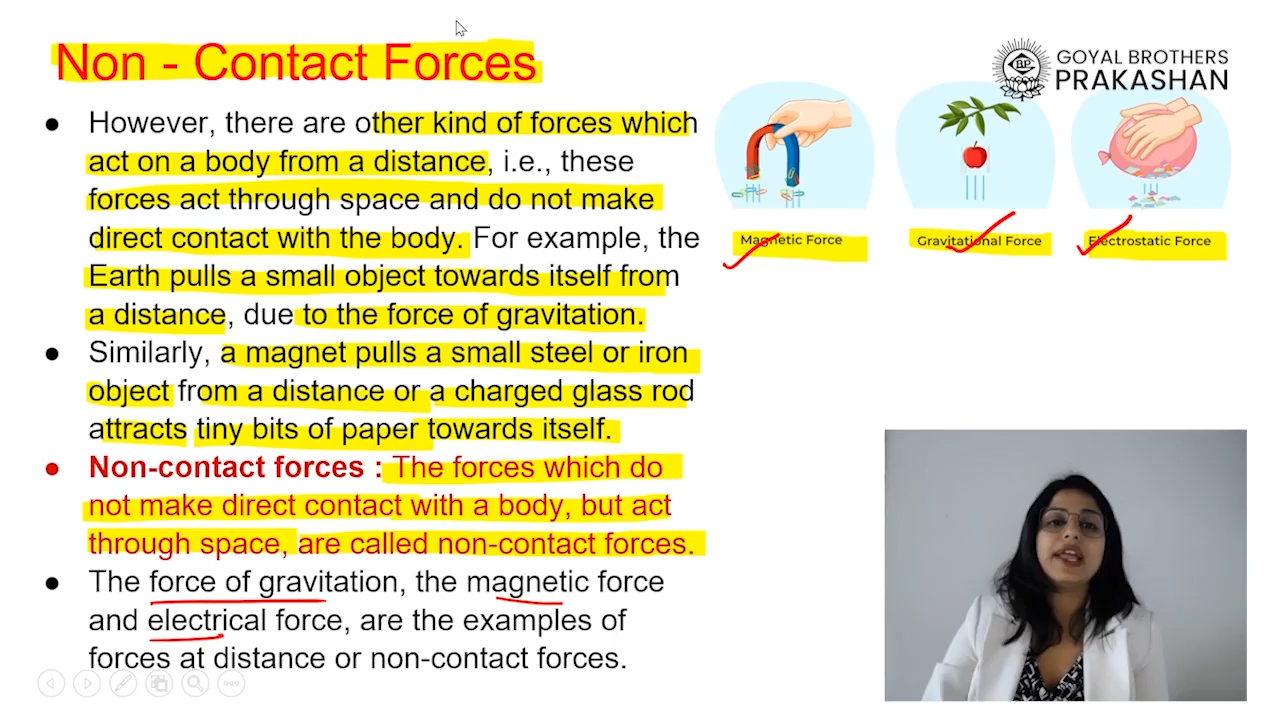 Non - Contact Forces
GOYAL BROTHERS
PRAKASHAN
BP
● However, there are other kind of forces which
act on a body from a distance, i.e., these
forces act through space and do not make
direct contact with the body. For example, the
Earth pulls a small object towards itself from
a distance, due to the force of gravitation.
● Similarly, a magnet pulls a small steel or iron
object from a distance or a charged glass rod
attracts tiny bits of paper towards itself.
● Non-contact forces : The forces which do
not make direct contact with a body, but act
through space, are called non-contact forces.
● The force of gravitation, the magnetic force
and electrical force, are the examples of
forces at distance or non-contact forces.
Magnetic Force
Gravitational Force
Electrostatic Force